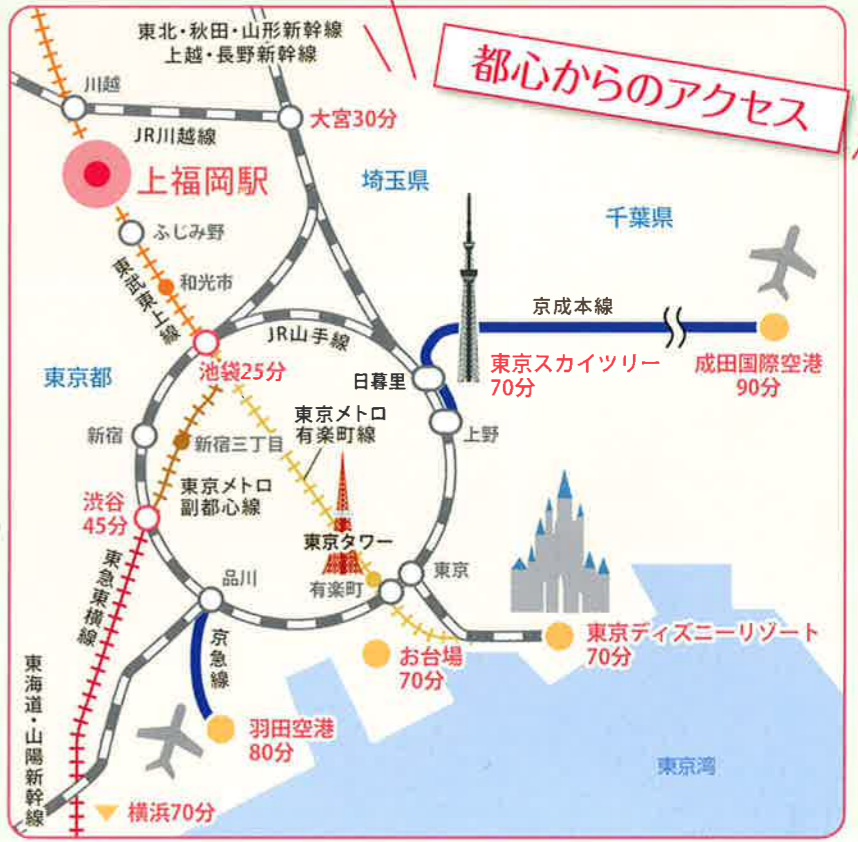 東北・秋田・山形新幹線
上越・長野新幹線
都心からのアクセス
川越
大宮30分
JR川越線
上福岡駅
埼玉県
千葉県
ふじみ野
東武東上線
和光市
京成本線
JR山手線
池袋25分
東京都
日暮里
東京スカイツリー
70分
成田国際空港
90分
新宿
新宿三丁目
東京メトロ
有楽町線
上野
東京メトロ
副都心線
渋谷
45分
東京タワー
東急東横線
品川
有楽町
東京
京急線
お台場
70分
東京ディズニーリゾート
70分
東海道・山陽新幹線
羽田空港
80分
東京湾
横浜70分